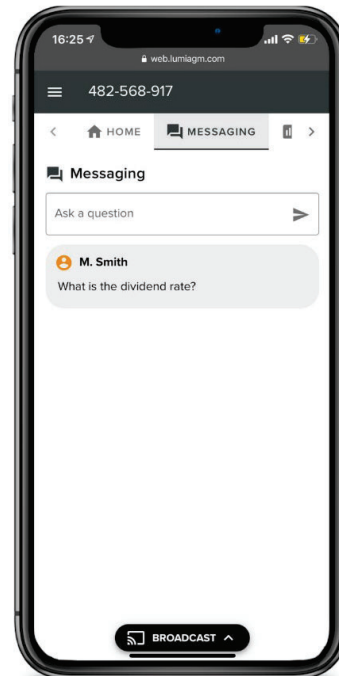 16:25
web.lumiagm.com
482-568-917
HOME
MESSAGING
Messaging
Ask a question
M. Smith
What is the dividend rate?
BROADCAST